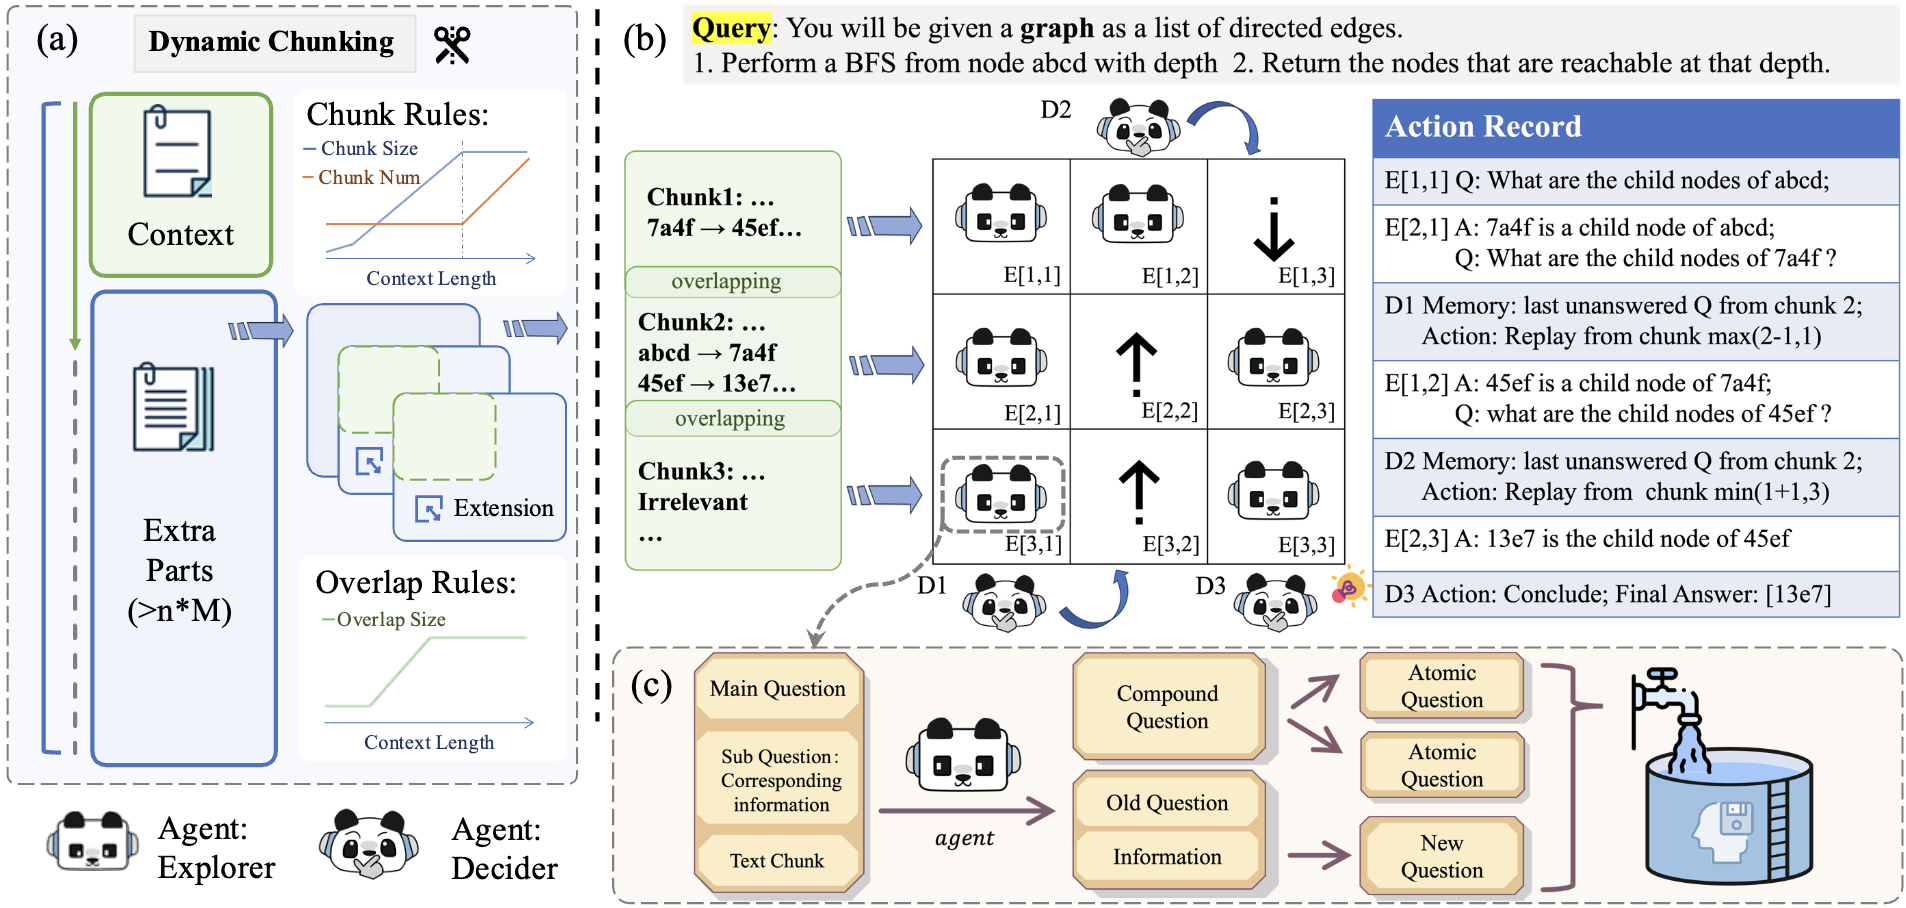 (a)
Dynamic Chunking
Context
Extra
Parts
(>n*M)
Chunk Rules:
Chunk Size
Chunk Num
Context Length
Extension
Overlap Rules:
Overlap Size
Context Length
Agent:
Explorer
Agent:
Decider
(b)
Query: You will be given a graph as a list of directed edges.
1. Perform a BFS from node abcd with depth 2. Return the nodes that are reachable at that depth.
Chunk1: ...
7a4f → 45ef...
overlapping
Chunk2: ...
abcd → 7a4f
45ef → 13e7...
overlapping
Chunk3: ...
Irrelevant
...
D2
E[1,1]
E[1,2]
E[1,3]
E[2,1]
E[2,2]
E[2,3]
E[3,1]
E[3,2]
E[3,3]
D1
D3
Action Record
E[1,1] Q: What are the child nodes of abcd;
E[2,1] A: 7a4f is a child node of abcd;
Q: What are the child nodes of 7a4f ?
D1 Memory: last unanswered Q from chunk 2;
Action: Replay from chunk max(2-1,1)
E[1,2] A: 45ef is a child node of 7a4f;
Q: what are the child nodes of 45ef ?
D2 Memory: last unanswered Q from chunk 2;
Action: Replay from chunk min(1+1,3)
E[2,3] A: 13e7 is the child node of 45ef
D3 Action: Conclude; Final Answer: [13e7]
(c)
Main Question
Sub Question:
Corresponding
information
Text Chunk
agent
Compound
Question
Old Question
Information
Atomic
Question
Atomic
Question
New
Question